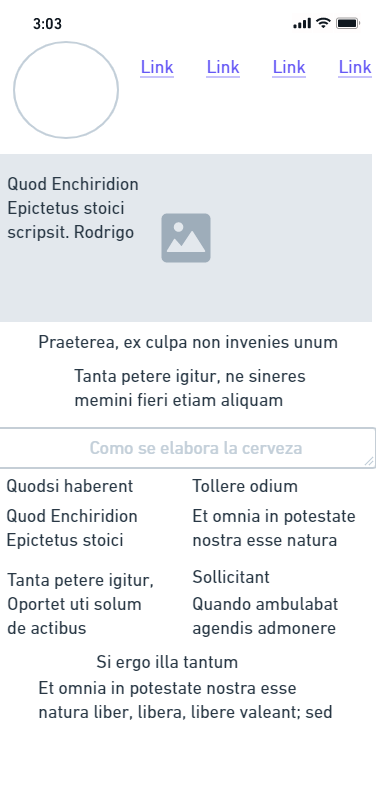 3:03
Link Link Link Link
Quod Enchiridion
Epictetus stoici
scripsit. Rodrigo
Praeterea, ex culpa non invenies unum
Tanta petere igitur, ne sineres
memini fieri etiam aliquam
Como se elabora la cerveza
Quodsi haberent
Quod Enchiridion
Epictetus stoici
Tanta petere igitur,
Oportet uti solum
de actibus
Tollere odium
Et omnia in potestate
nostra esse natura
Sollicitant
Quando ambulabat
agendis admonere
Si ergo illa tantum
Et omnia in potestate nostra esse
natura liber, libera, libere valeant; sed